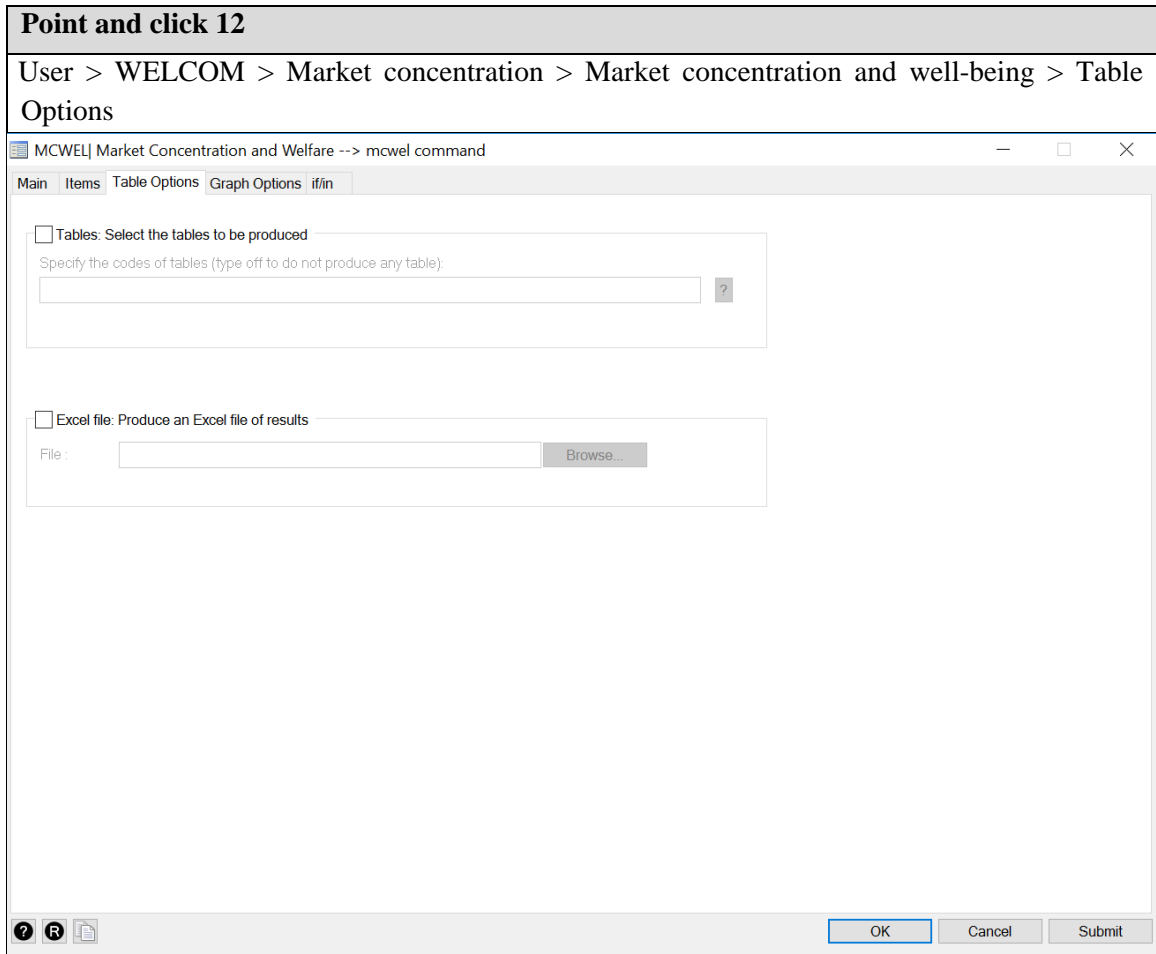 Point and click 12
User > WELCOM > Market concentration > Market concentration and well-being > Table
Options
MCWEL| Market Concentration and Welfare --> mcwel command
Main Items Table Options Graph Options if/in
Tables: Select the tables to be produced
Specify the codes of tables (type off to do not produce any table):
?
Excel file: Produce an Excel file of results
File :
Browse...
? R OK Cancel Submit